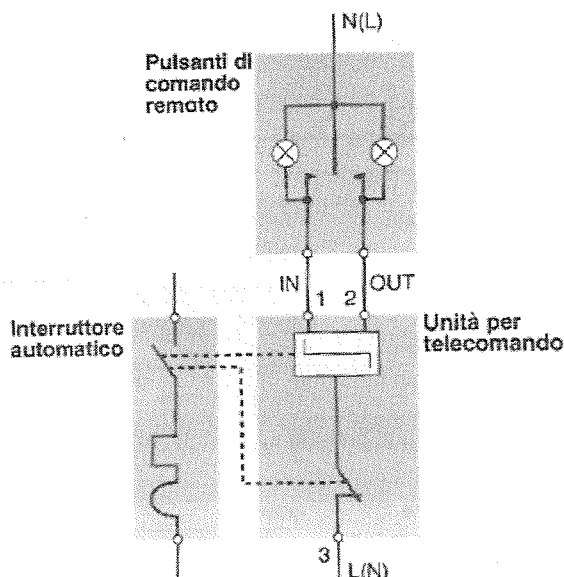 N(L)
Pulsanti di
comando
remoto
IN
1
2
OUT
Interruttore
automatico
Unità per
telecomando
3
L(N)